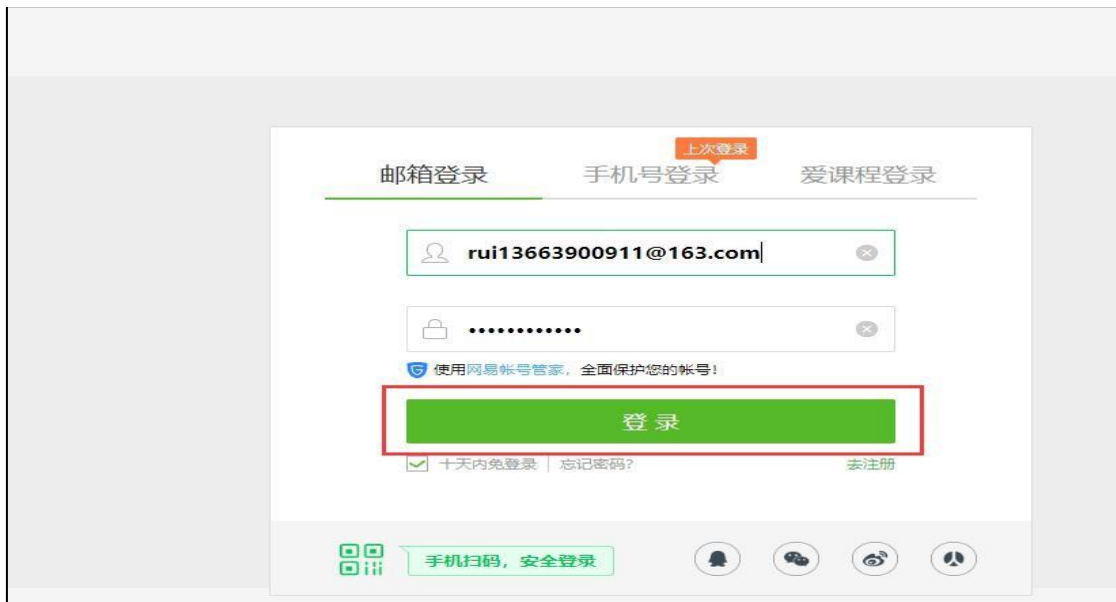 上次登录
邮箱登录 手机号登录 爱课程登录
rui13663900911@163.com
••••••••••••
使用网易帐号管家，全面保护您的帐号！
登录
十天内免登录 忘记密码? 去注册
手机扫码，安全登录